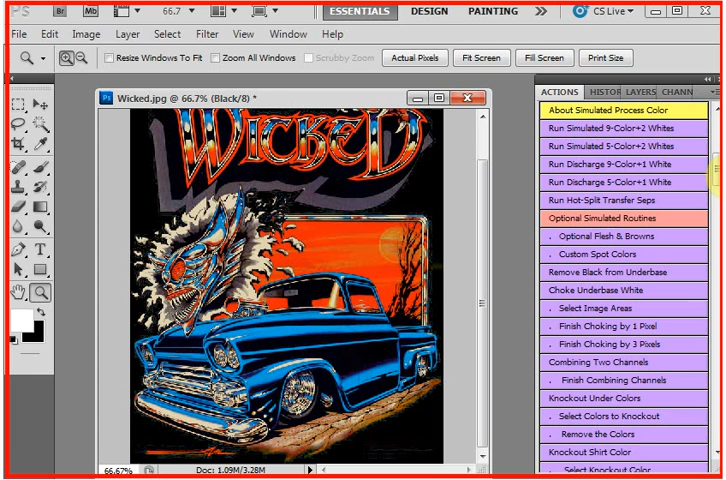 PS Br Mb 66.7 ESSENTIALS DESIGN PAINTING CS Live
File Edit Image Layer Select Filter View Window Help
Resize Windows To Fit Zoom All Windows Scrubby Zoom Actual Pixels Fit Screen Fill Screen Print Size
Ps Wicked.jpg @ 66.7% (Black/8) *
WICKED
66.67% Doc: 1.09M/3.28M
T
ACTIONS HISTOR LAYERS CHANN
About Simulated Process Color
Run Simulated 9-Color+2 Whites
Run Simulated 5-Color+2 Whites
Run Discharge 9-Color+1 White
Run Discharge 5-Color+1 White
Run Hot-Split Transfer Seps
Optional Simulated Routines
. Optional Flesh & Browns
. Custom Spot Colors
Remove Black from Underbase
Choke Underbase White
. Select Image Areas
. Finish Choking by 1 Pixel
. Finish Choking by 3 Pixels
Combining Two Channels
. Finish Combining Channels
Knockout Under Colors
. Select Colors to Knockout
. Remove the Colors
Knockout Shirt Color
. Select Knockout Color